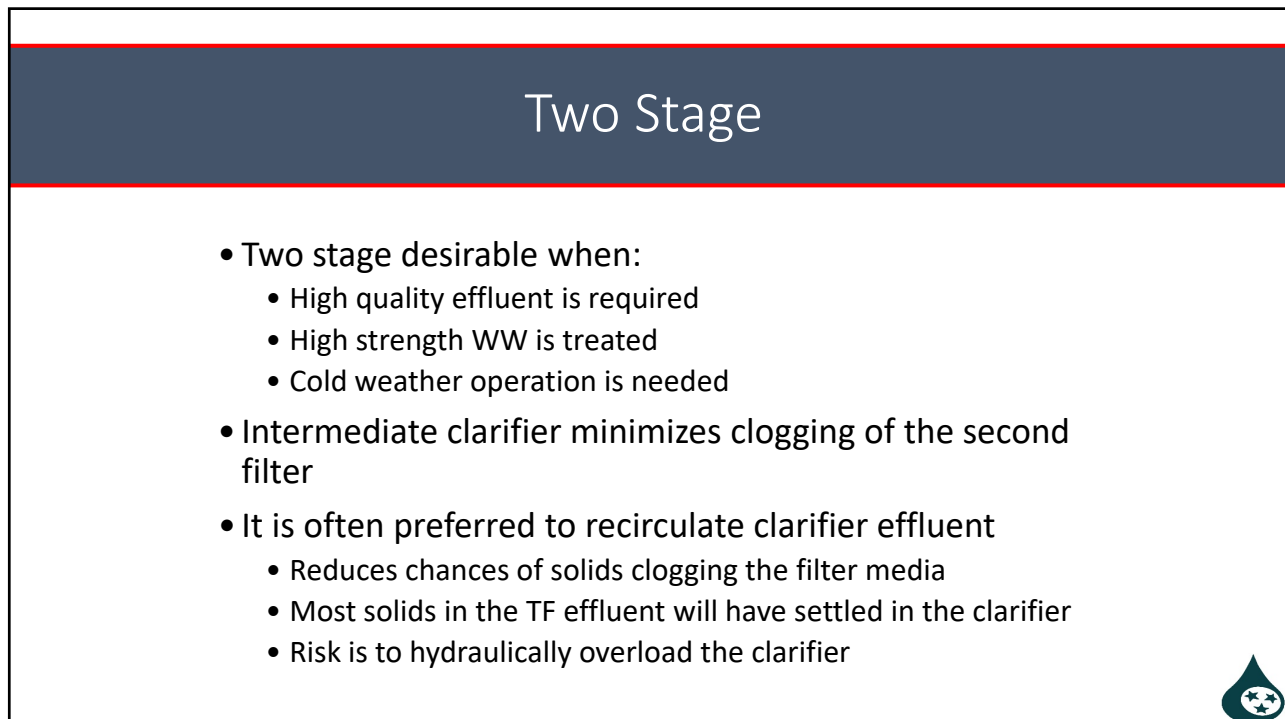 Two Stage
• Two stage desirable when:
• High quality effluent is required
• High strength WW is treated
• Cold weather operation is needed
• Intermediate clarifier minimizes clogging of the second
filter
• It is often preferred to recirculate clarifier effluent
• Reduces chances of solids clogging the filter media
• Most solids in the TF effluent will have settled in the clarifier
• Risk is to hydraulically overload the clarifier